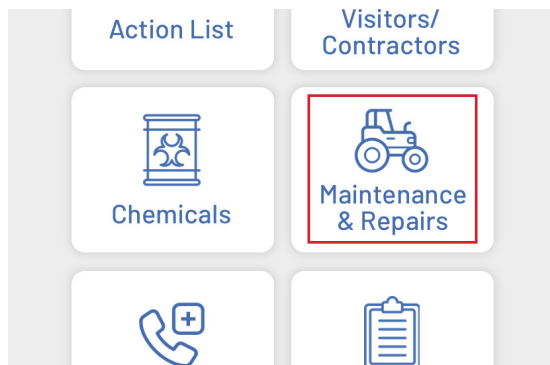 Action List
Visitors/
Contractors
Chemicals
Maintenance
& Repairs